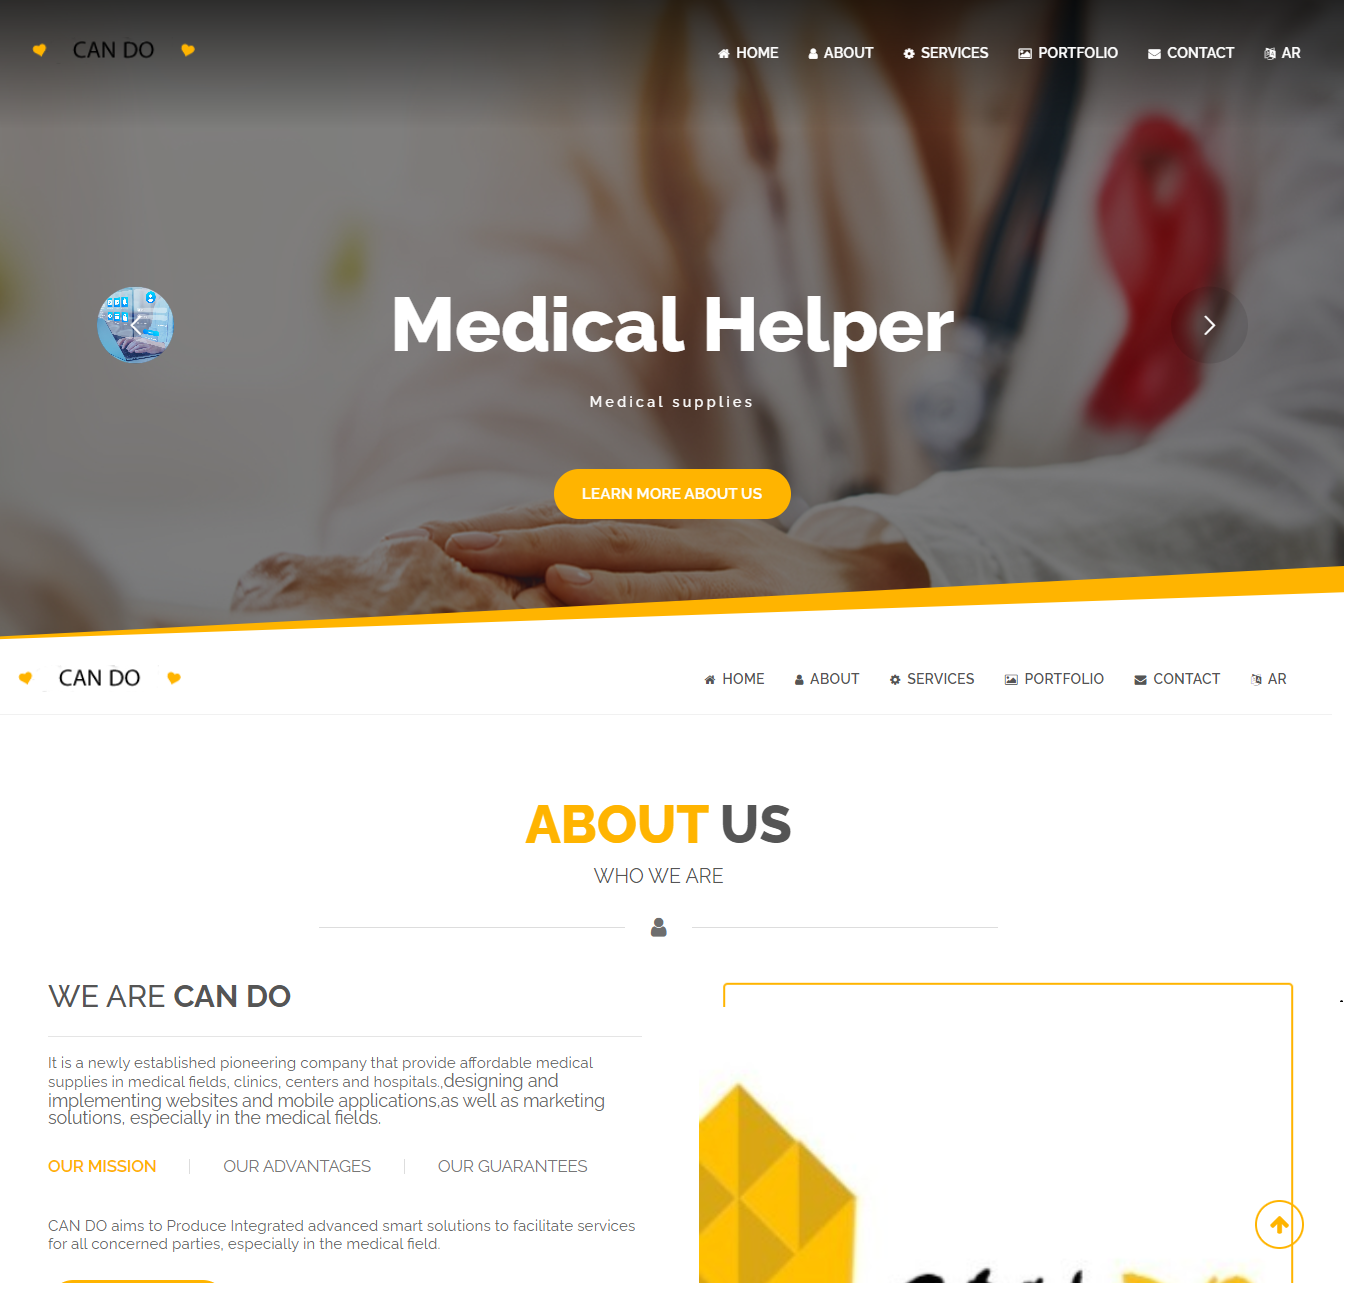 CAN DO
HOME ABOUT SERVICES PORTFOLIO CONTACT AR
Medical Helper
Medical supplies
LEARN MORE ABOUT US
CAN DO
HOME ABOUT SERVICES PORTFOLIO CONTACT AR
ABOUT US
WHO WE ARE
WE ARE CAN DO
It is a newly established pioneering company that provide affordable medical
supplies in medical fields, clinics, centers and hospitals.,designing and
implementing websites and mobile applications,as well as marketing
solutions, especially in the medical fields.
OUR MISSION OUR ADVANTAGES OUR GUARANTEES
CAN DO aims to Produce Integrated advanced smart solutions to facilitate services
for all concerned parties, especially in the medical field.